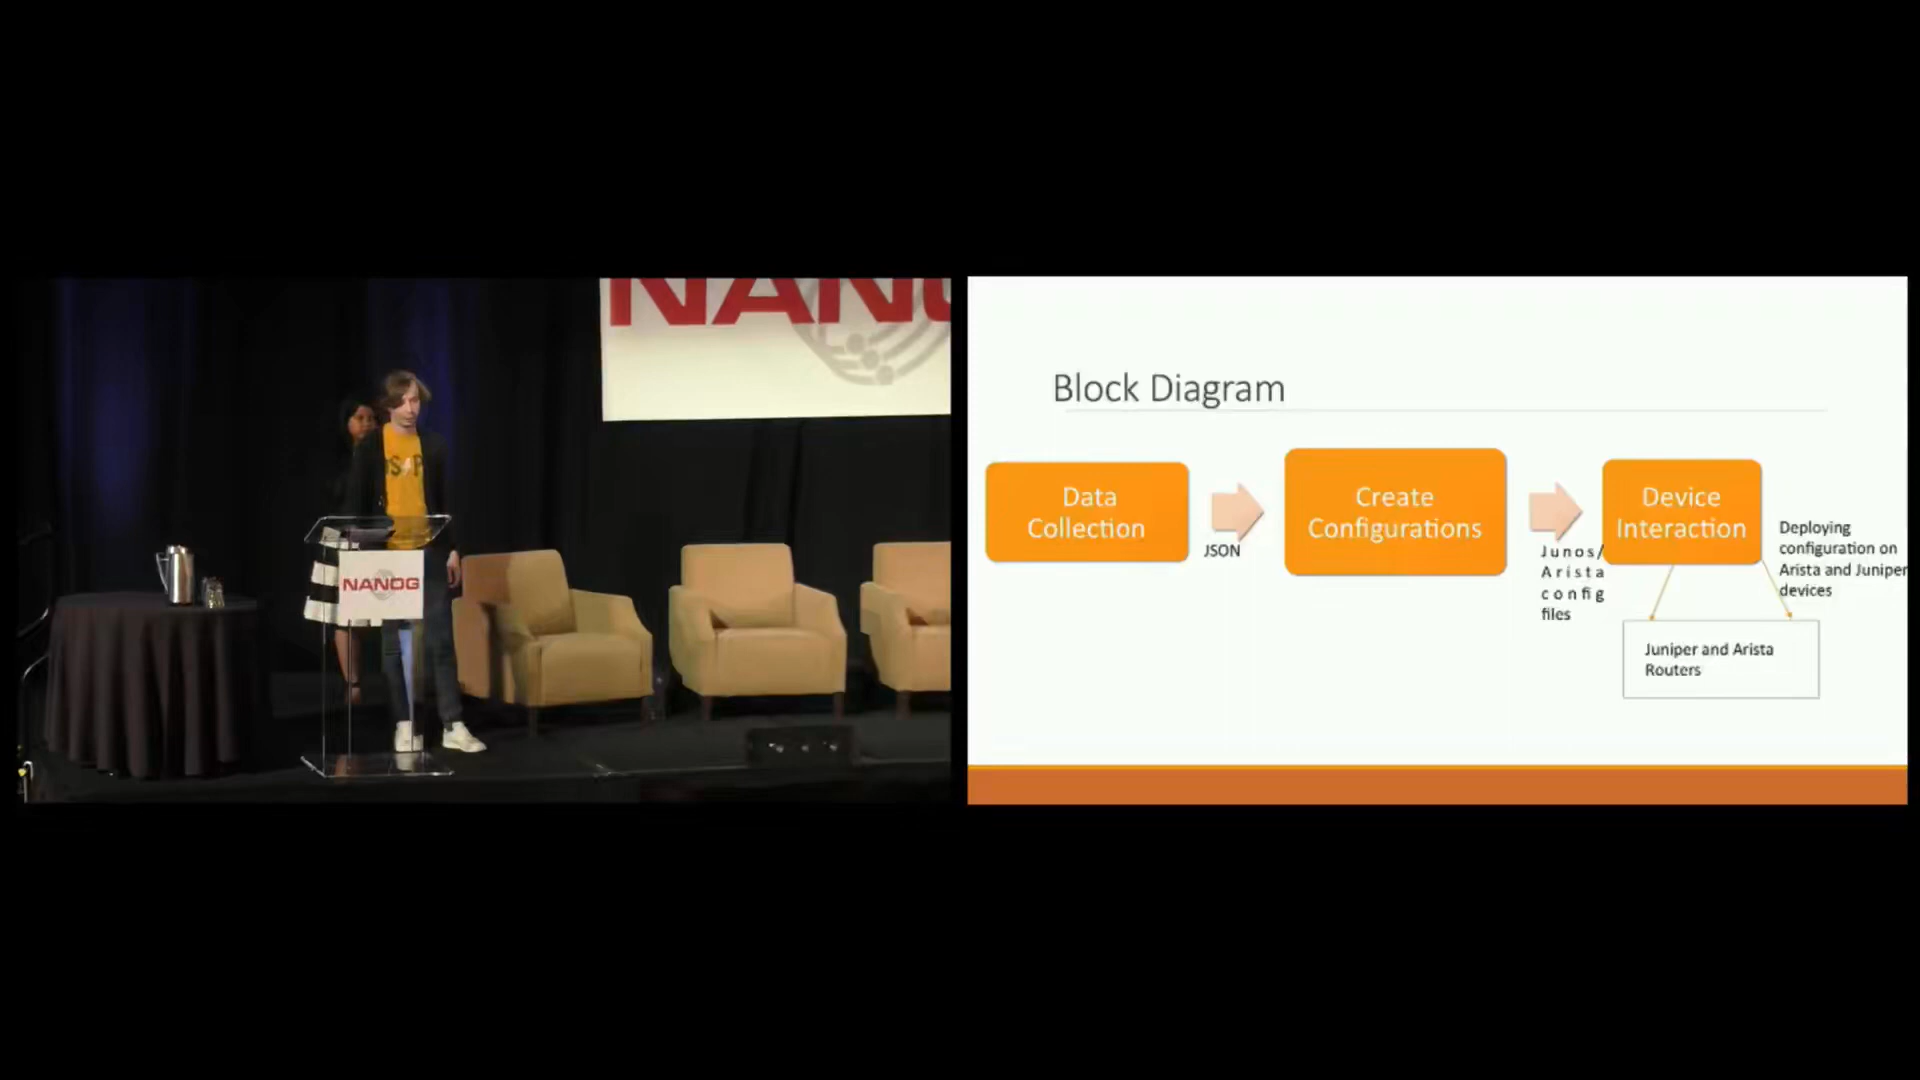 NANOG
NANOG
Block Diagram
Data
Collection
JSON
Create
Configurations
Junos/
Arista
config
files
Device
Interaction
Deploying
configuration on
Arista and Juniper
devices
Juniper and Arista
Routers